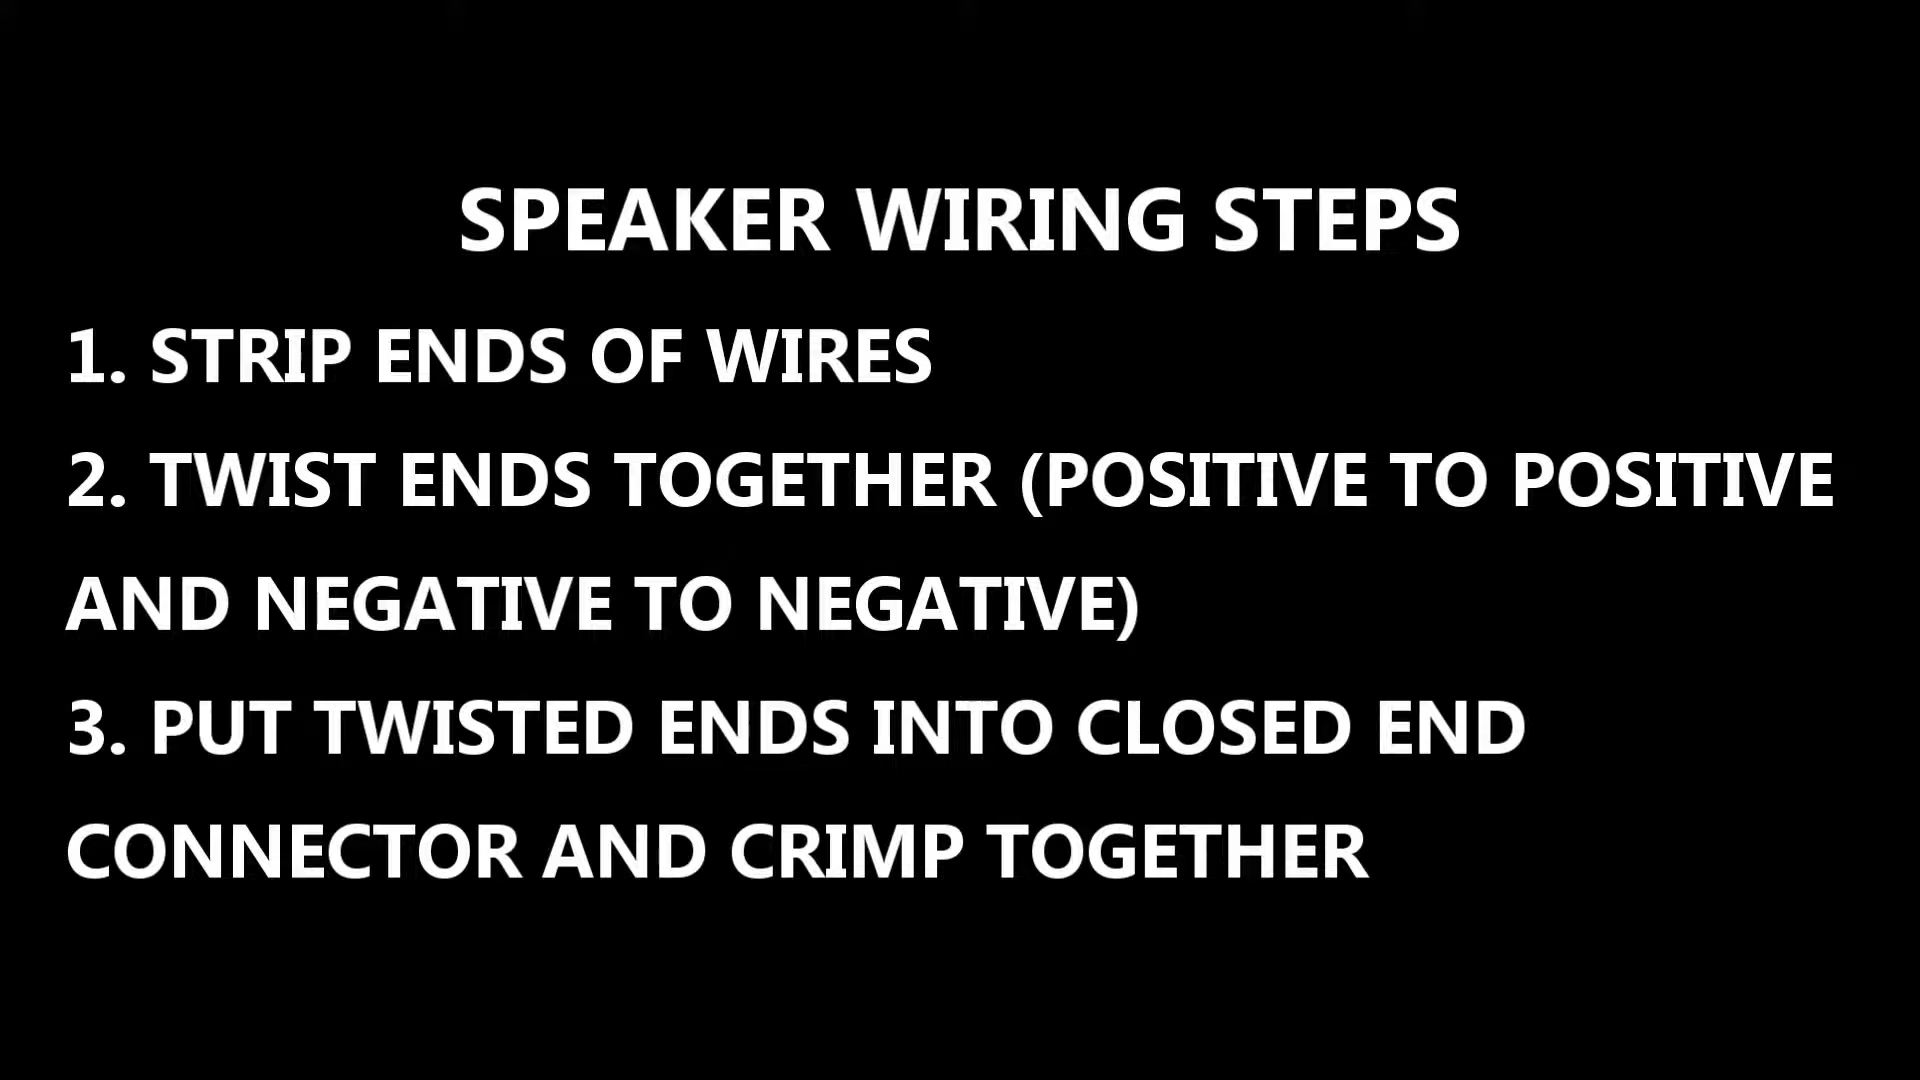 SPEAKER WIRING STEPS
1. STRIP ENDS OF WIRES
2. TWIST ENDS TOGETHER (POSITIVE TO POSITIVE
AND NEGATIVE TO NEGATIVE)
3. PUT TWISTED ENDS INTO CLOSED END
CONNECTOR AND CRIMP TOGETHER